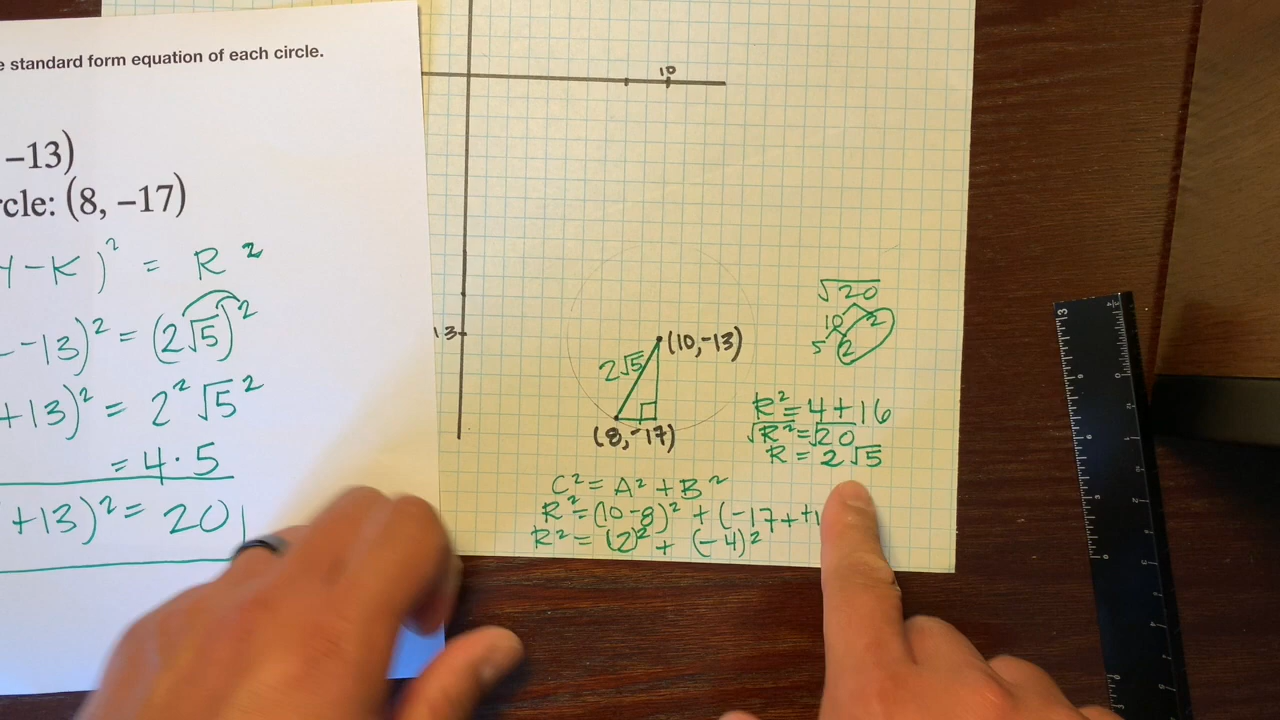 e standard form equation of each circle.
–13)
rcle: (8, –17)
Y-K)² = R²
--13)² = (2√5)²
+13)² = 2²√5²
= 4·5
+13)² = 20
10
13
(10,-13)
2√5
(8,-17)
√20
10 2
5 2
R²=4+16
√R²=√20
R = 2√5
C²= A²+B²
R²=(10-8)² + (-17++1
R²= (2)² + (-4)²